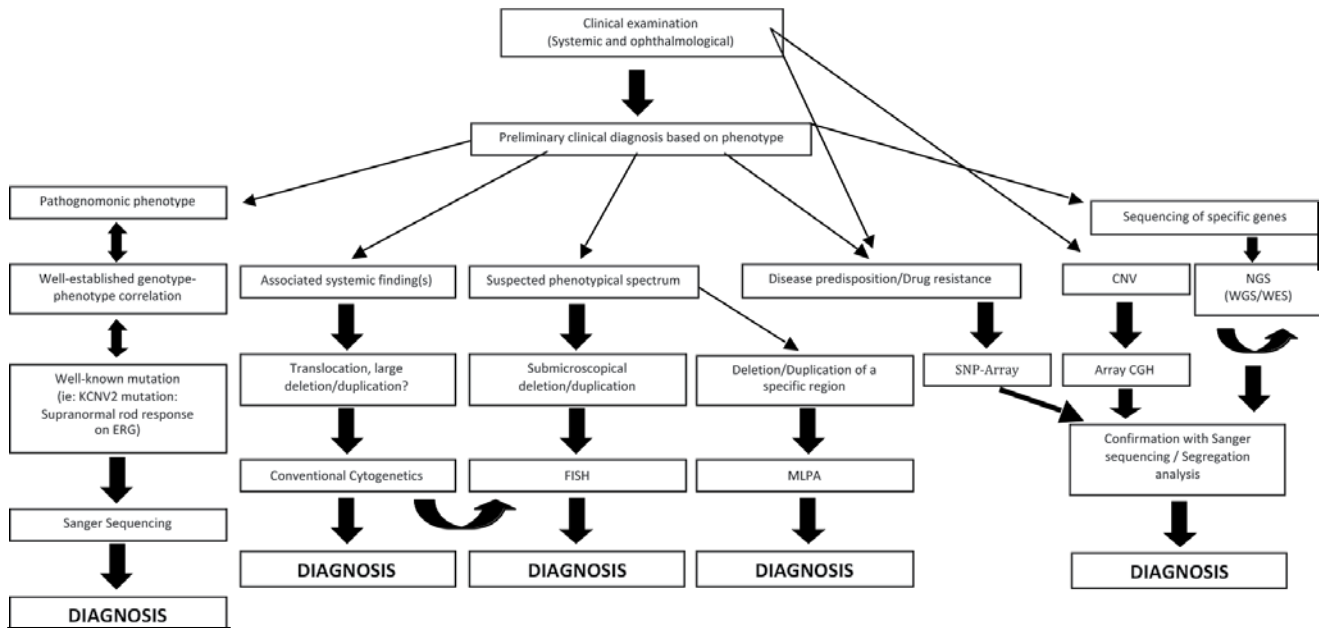 Clinical examination
(Systemic and ophthalmological)
Preliminary clinical diagnosis based on phenotype
Pathognomonic phenotype
Sequencing of specific genes
Well-established genotype-
phenotype correlation
Associated systemic finding(s)
Suspected phenotypical spectrum
Disease predisposition/Drug resistance
CNV
NGS
(WGS/WES)
Well-known mutation
(ie: KCNV2 mutation:
Supranormal rod response
on ERG)
Translocation, large
deletion/duplication?
Submicroscopical
deletion/duplication
Deletion/Duplication of a
specific region
SNP-Array
Array CGH
Confirmation with Sanger
sequencing / Segregation
analysis
Conventional Cytogenetics
FISH
MLPA
Sanger Sequencing
DIAGNOSIS
DIAGNOSIS
DIAGNOSIS
DIAGNOSIS
DIAGNOSIS